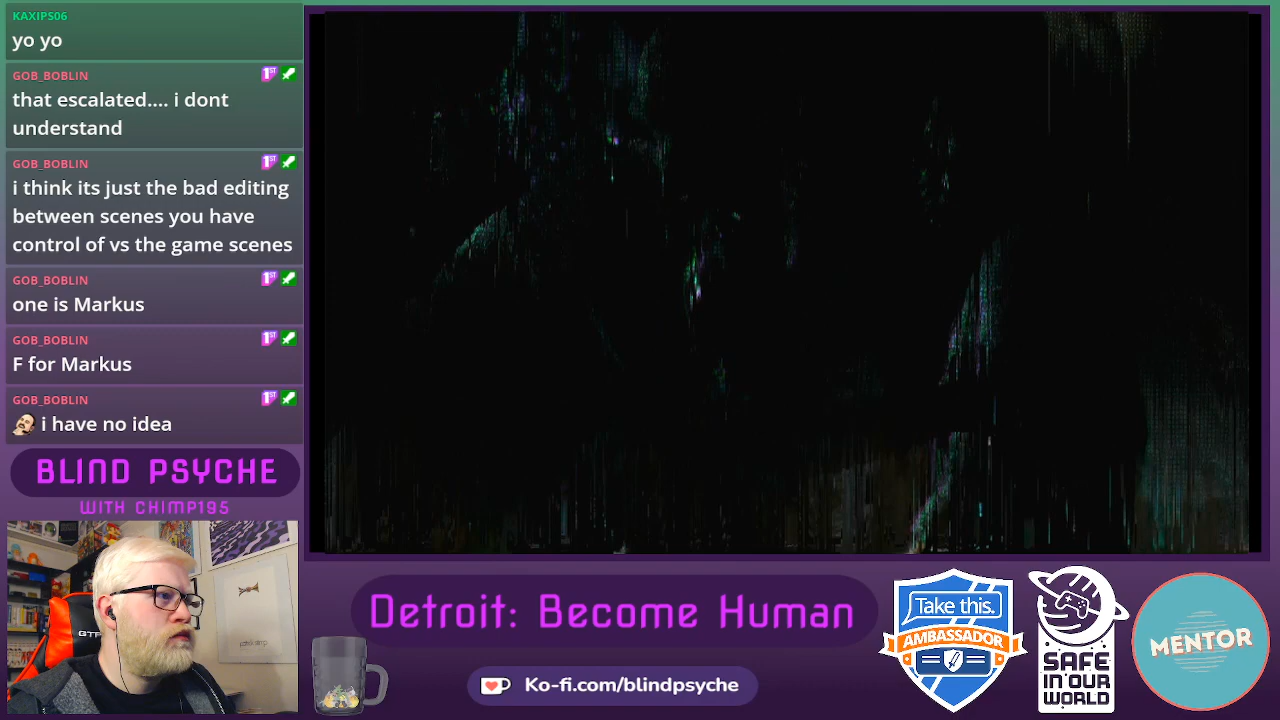 KAXIPS06
yo yo
GOB_BOBLIN
that escalated.... i dont
understand
GOB_BOBLIN
i think its just the bad editing
between scenes you have
control of vs the game scenes
GOB_BOBLIN
one is Markus
GOB_BOBLIN
F for Markus
GOB_BOBLIN
i have no idea
BLIND PSYCHE
WITH CHIMP195
Detroit: Become Human
Ko-fi.com/blindpsyche
Take this.
AMBASSADOR
SAFE
IN OUR
WORLD
MENTOR